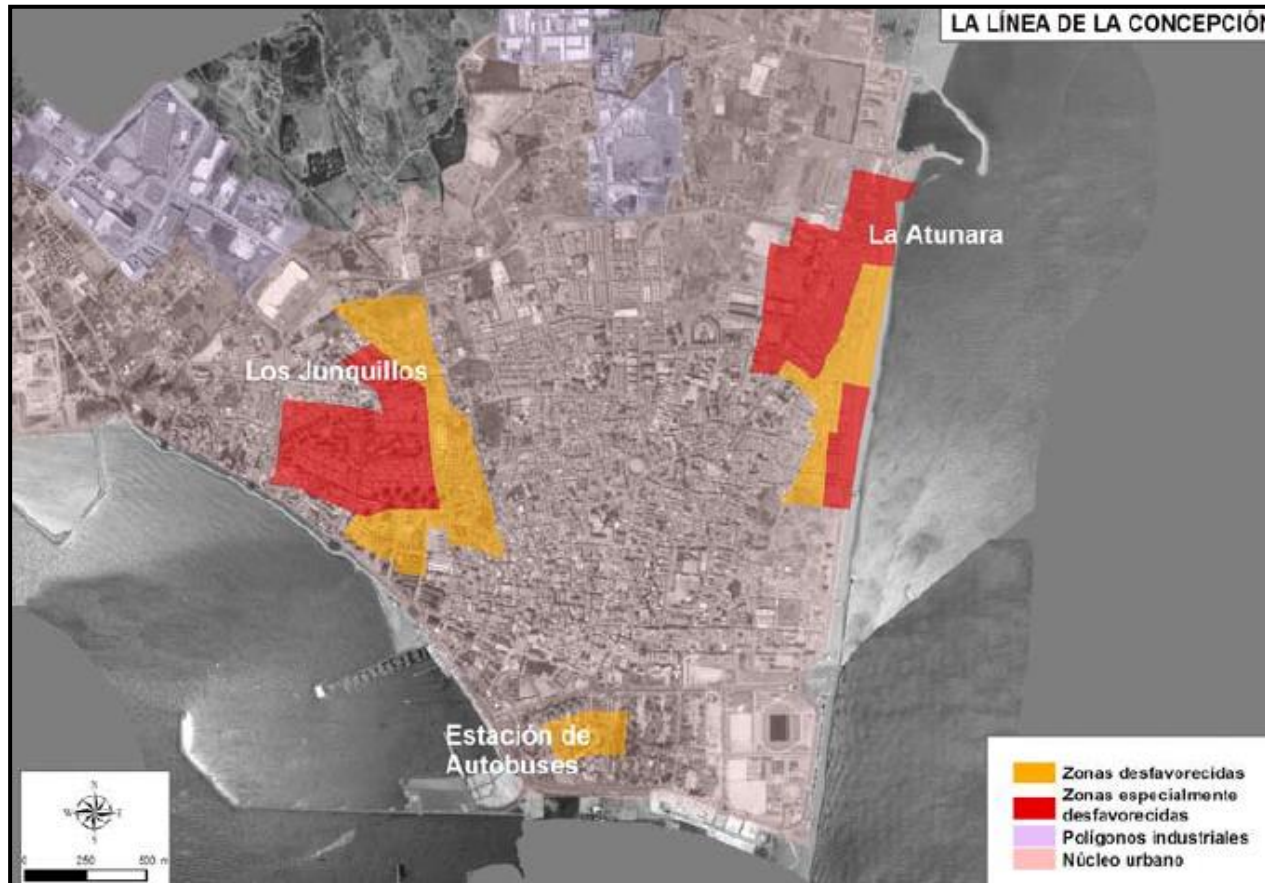 LA LÍNEA DE LA CONCEPCIÓN
La Atunara
Los Junquillos
Estación de
Autobuses
Zonas desfavorecidas
Zonas especialmente
desfavorecidas
Polígonos industriales
Núcleo urbano
N
W
E
S
0 250 500 m